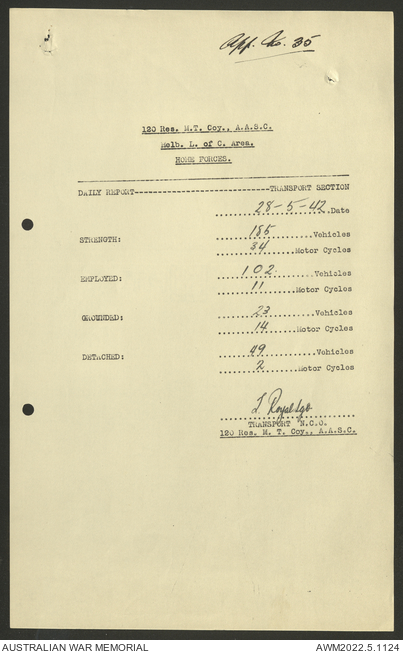 App. No. 35
120 Res. M.T. Coy., A.A.S.C.
Melb. L. of C. Area.
HOME FORCES.
DAILY REPORT------------------------------TRANSPORT SECTION
28-5-42..Date
STRENGTH: 185 Vehicles
34 Motor Cycles
EMPLOYED: 102 Vehicles
11 Motor Cycles
GROUNDED: 23 Vehicles
14 Motor Cycles
DETACHED: 49 Vehicles
2 Motor Cycles
Royal Sgt
TRANSPORT N.C.O.
120 Res. M. T. Coy., A.A.S.C.
AUSTRALIAN WAR MEMORIAL
AWM2022.5.1124